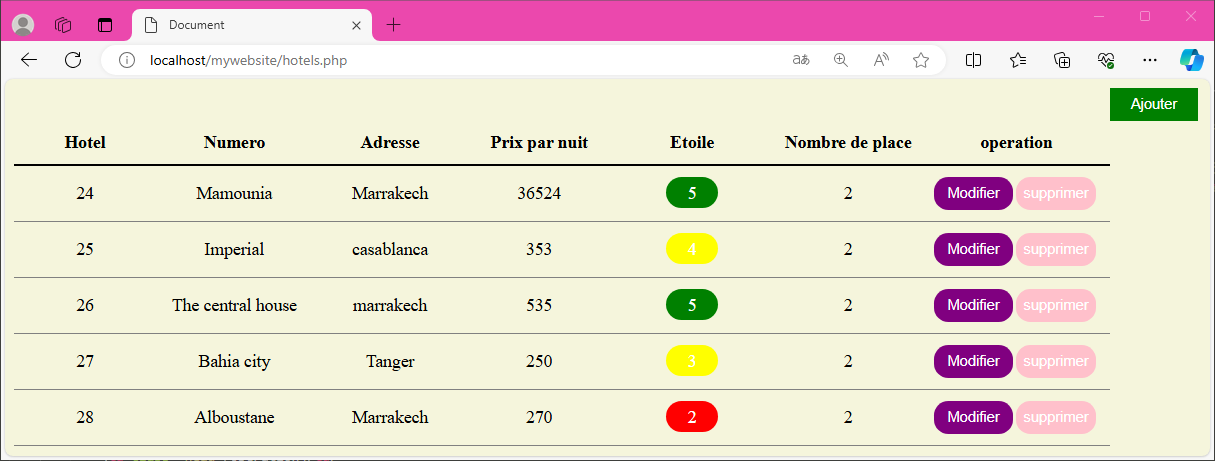 Document
localhost/mywebsite/hotels.php
Ajouter
Hotel Numero Adresse Prix par nuit Etoile Nombre de place operation
24 Mamounia Marrakech 36524 5 2 Modifier supprimer
25 Imperial casablanca 353 4 2 Modifier supprimer
26 The central house marrakech 535 5 2 Modifier supprimer
27 Bahia city Tanger 250 3 2 Modifier supprimer
28 Alboustane Marrakech 270 2 2 Modifier supprimer